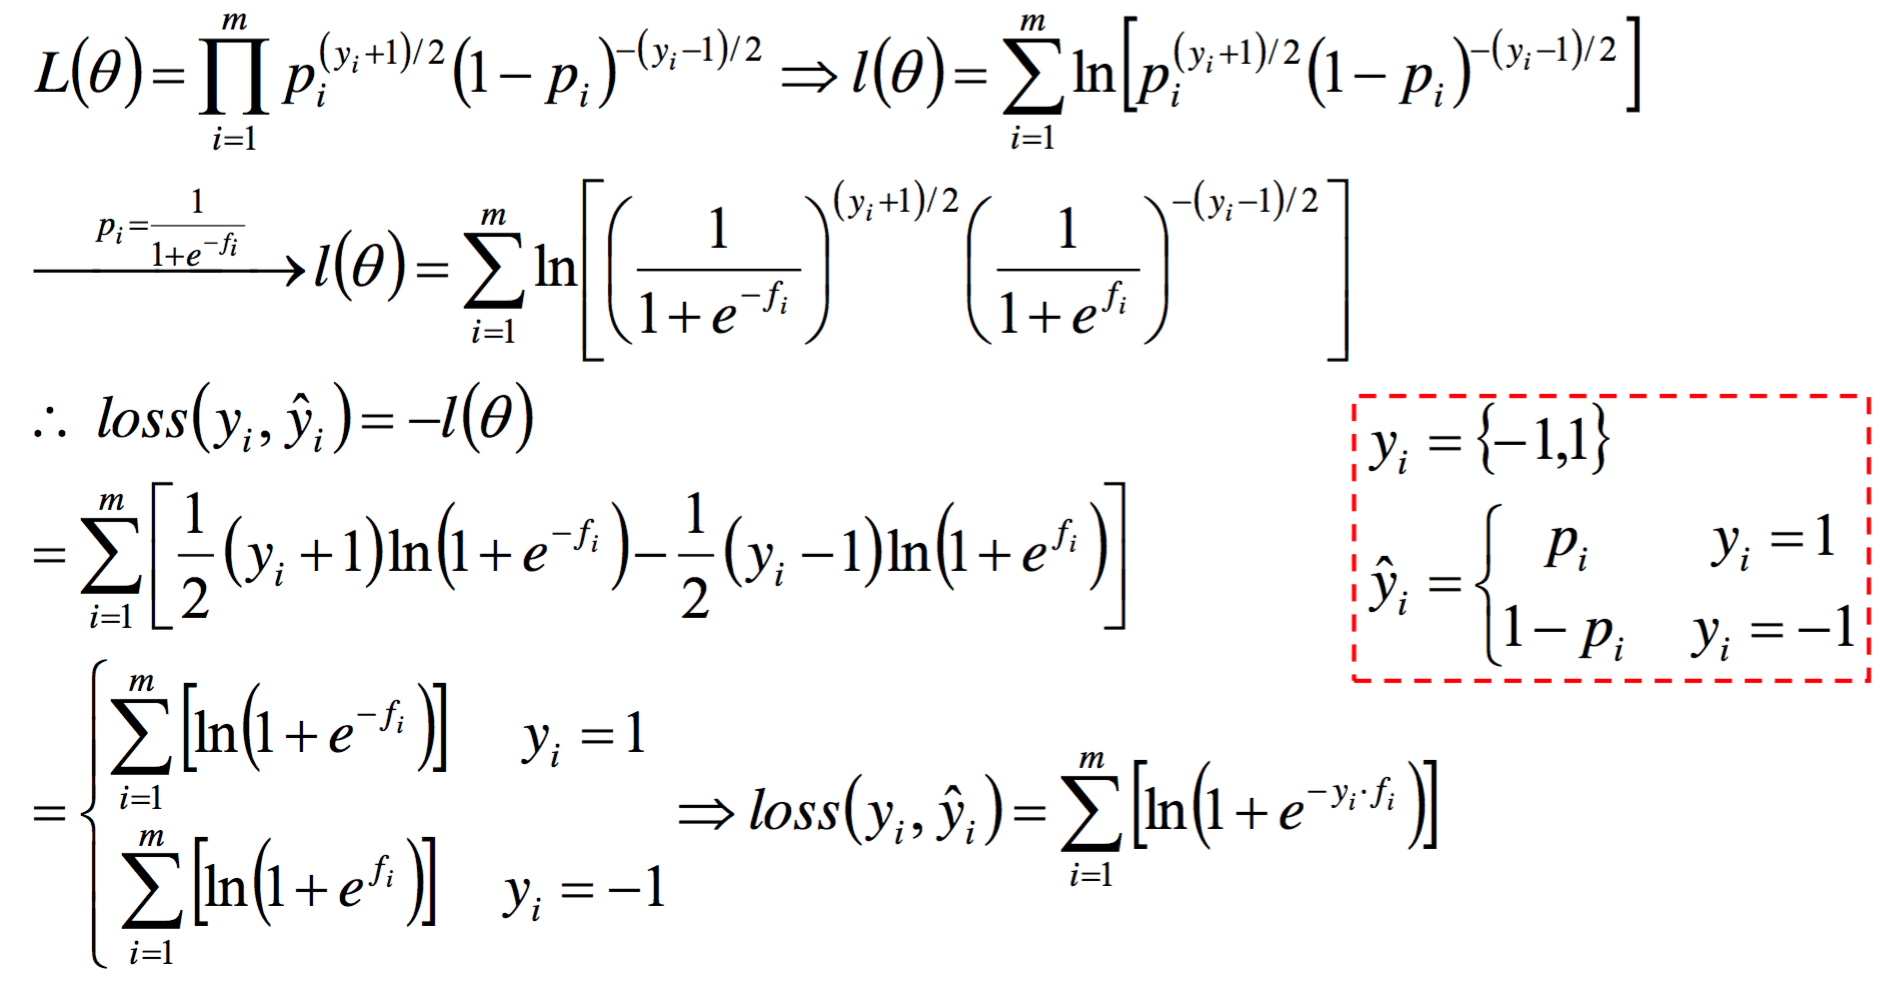 L(θ) = ∏_{i=1}^{m} p_i^{(y_i+1)/2} (1 − p_i)^{−(y_i−1)/2} ⇒ l(θ) = ∑_{i=1}^{m} ln[p_i^{(y_i+1)/2} (1 − p_i)^{−(y_i−1)/2}]
p_i = 1/(1+e^{−f_i}) → l(θ) = ∑_{i=1}^{m} ln[(1/(1+e^{−f_i}))^{(y_i+1)/2} (1/(1+e^{f_i}))^{−(y_i−1)/2}]
∴ loss(y_i, ŷ_i) = −l(θ)
= ∑_{i=1}^{m} [1/2 (y_i + 1) ln(1 + e^{−f_i}) − 1/2 (y_i − 1) ln(1 + e^{f_i})]
= { ∑_{i=1}^{m} [ln(1 + e^{−f_i})] y_i = 1
∑_{i=1}^{m} [ln(1 + e^{f_i})] y_i = −1
⇒ loss(y_i, ŷ_i) = ∑_{i=1}^{m} [ln(1 + e^{−y_i·f_i})]
y_i = {−1,1}
ŷ_i = { p_i y_i = 1
1 − p_i y_i = −1